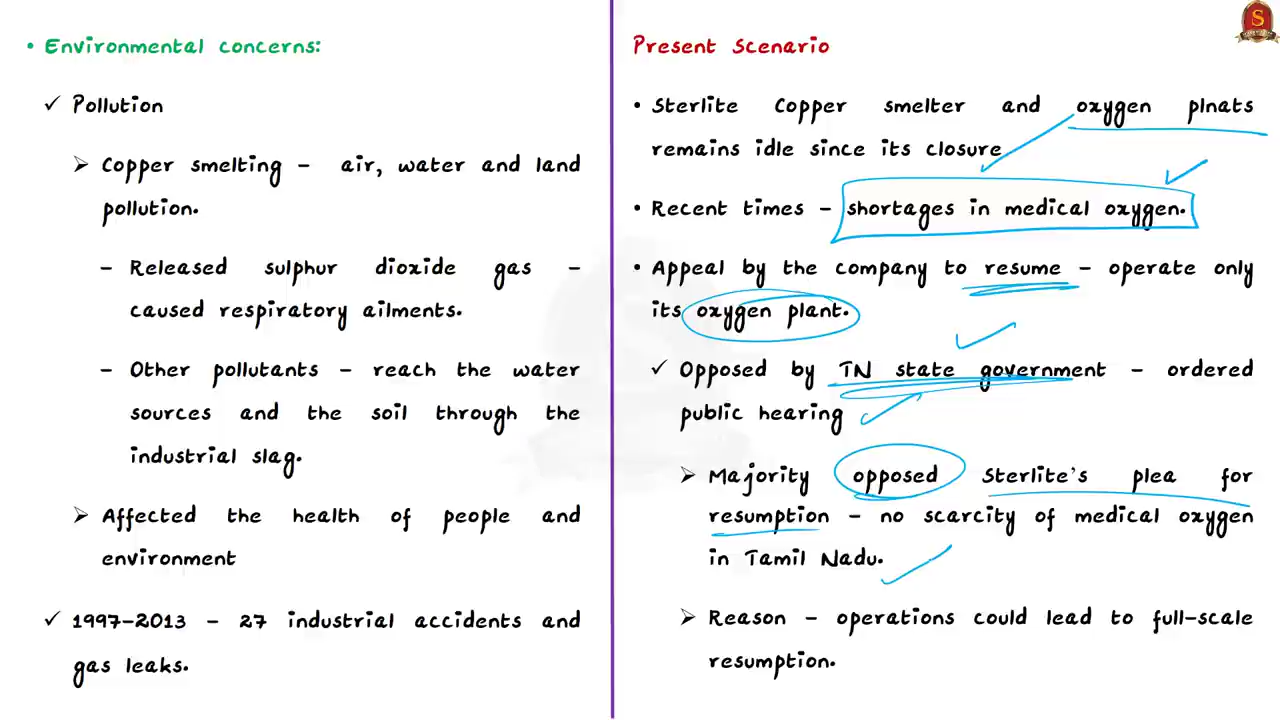 • Environmental concerns:
✓ Pollution
➢ Copper smelting – air, water and land
pollution.
– Released sulphur dioxide gas –
caused respiratory ailments.
– Other pollutants – reach the water
sources and the soil through the
industrial slag.
➢ Affected the health of people and
environment
✓ 1997-2013 – 27 industrial accidents and
gas leaks.
Present Scenario
• Sterlite Copper smelter and oxygen plnats
remains idle since its closure
• Recent times – shortages in medical oxygen.
• Appeal by the company to resume – operate only
its oxygen plant.
✓ Opposed by TN state government – ordered
public hearing
➢ Majority opposed Sterlite's plea for
resumption – no scarcity of medical oxygen
in Tamil Nadu.
➢ Reason – operations could lead to full-scale
resumption.
S